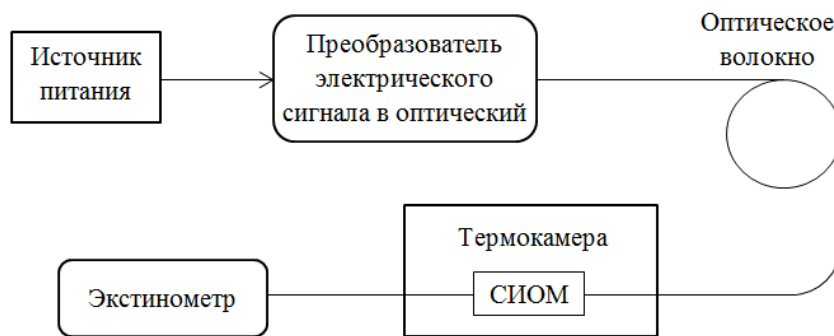 Источник
питания
Преобразователь
электрического
сигнала в оптический
Оптическое
волокно
Термокамера
СИОМ
Экстинометр